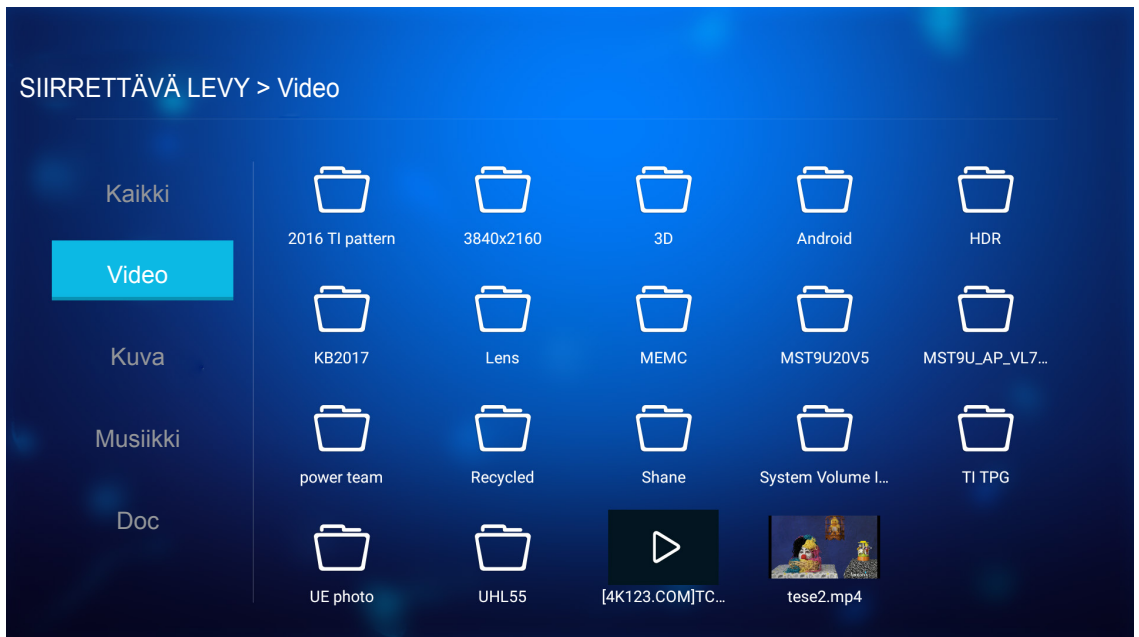 SIIRRETTÄVÄ LEVY > Video
Kaikki
Video
Kuva
Musiikki
Doc
2016 TI pattern
3840x2160
3D
Android
HDR
KB2017
Lens
MEMC
MST9U20V5
MST9U_AP_VL7...
power team
Recycled
Shane
System Volume I...
TI TPG
UE photo
UHL55
[4K123.COM]TC...
tese2.mp4